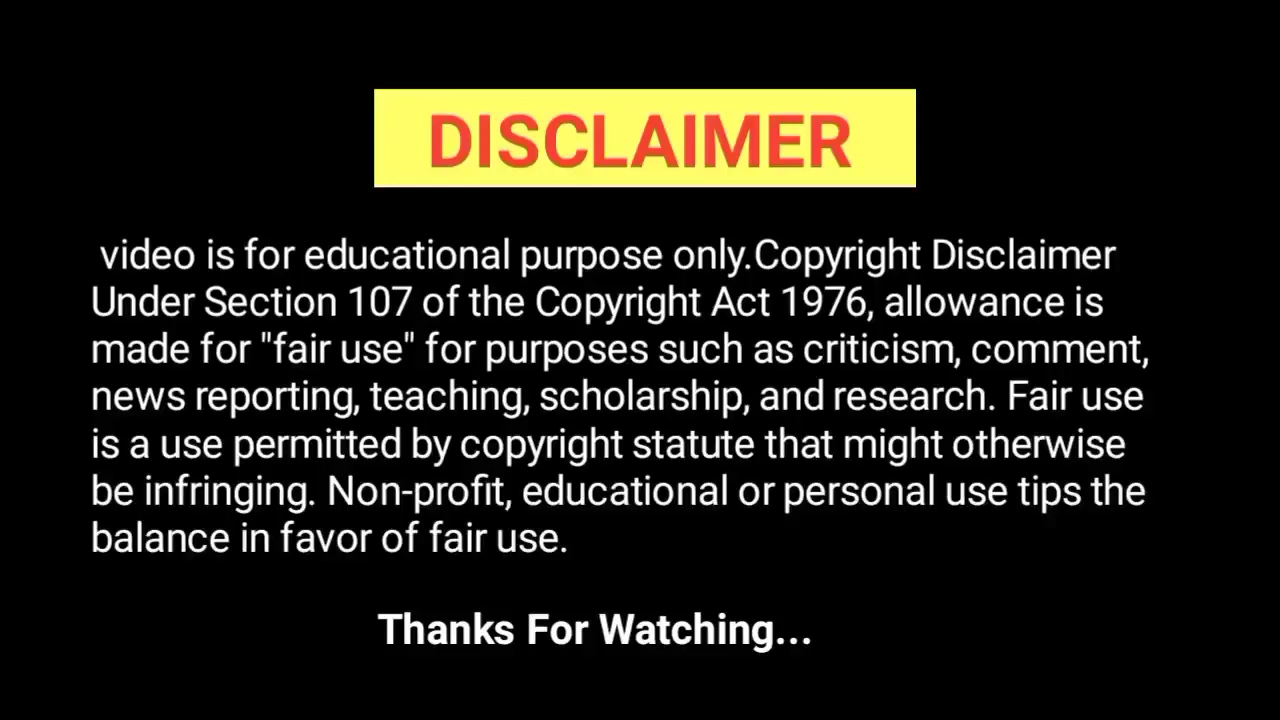 DISCLAIMER
video is for educational purpose only.Copyright Disclaimer
Under Section 107 of the Copyright Act 1976, allowance is
made for "fair use" for purposes such as criticism, comment,
news reporting, teaching, scholarship, and research. Fair use
is a use permitted by copyright statute that might otherwise
be infringing. Non-profit, educational or personal use tips the
balance in favor of fair use.
Thanks For Watching...